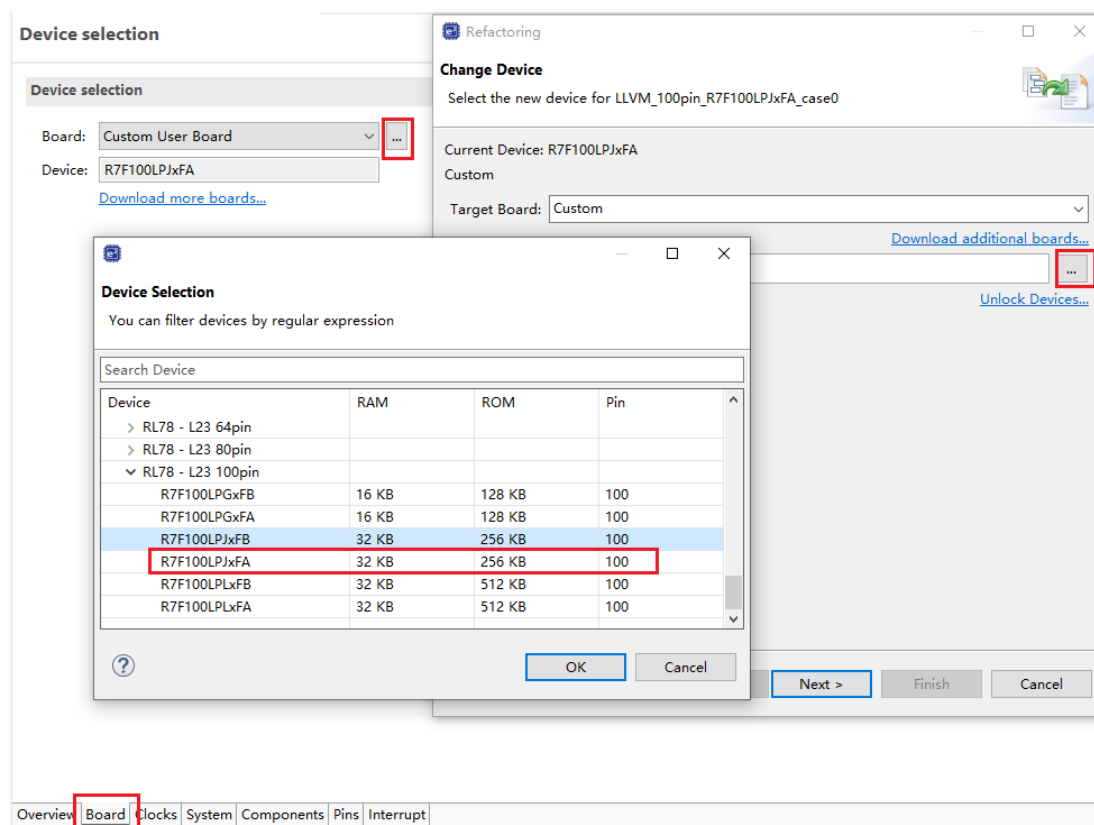 Device selection
Device selection
Board: Custom User Board ...
Device: R7F100LPJxFA
Download more boards...
Refactoring
Change Device
Select the new device for LLVM_100pin_R7F100LPJxFA_case0
Current Device: R7F100LPJxFA
Custom
Target Board: Custom
Download additional boards...
...
Unlock Devices...
Device Selection
You can filter devices by regular expression
Search Device
Device RAM ROM Pin
RL78 - L23 64pin
RL78 - L23 80pin
RL78 - L23 100pin
R7F100LPGxFB 16 KB 128 KB 100
R7F100LPGxFA 16 KB 128 KB 100
R7F100LPJxFB 32 KB 256 KB 100
R7F100LPJxFA 32 KB 256 KB 100
R7F100LPLxFB 32 KB 512 KB 100
R7F100LPLxFA 32 KB 512 KB 100
? OK Cancel
Next > Finish Cancel
Overview Board Clocks System Components Pins Interrupt